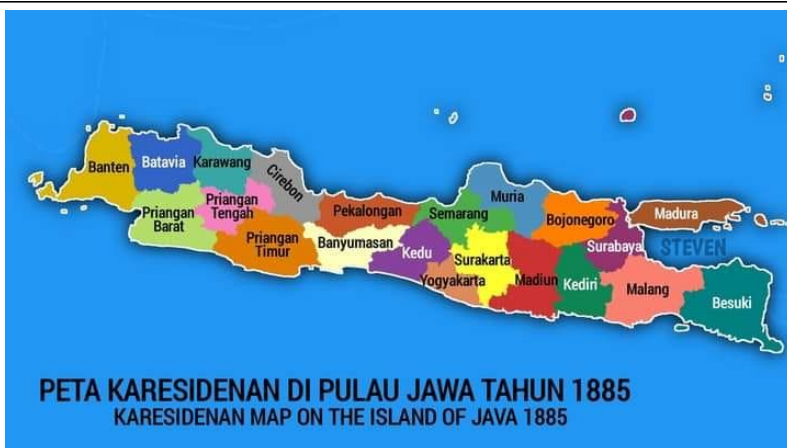 Banten
Batavia
Karawang
Cirebon
Priangan
Barat
Priangan
Tengah
Priangan
Timur
Pekalongan
Banyumasan
Semarang
Kedu
Yogyakarta
Surakarta
Muria
Madiun
Bojonegoro
Kediri
Surabaya
Madura
STEVEN
Malang
Besuki
PETA KARESIDENAN DI PULAU JAWA TAHUN 1885
KARESIDENAN MAP ON THE ISLAND OF JAVA 1885